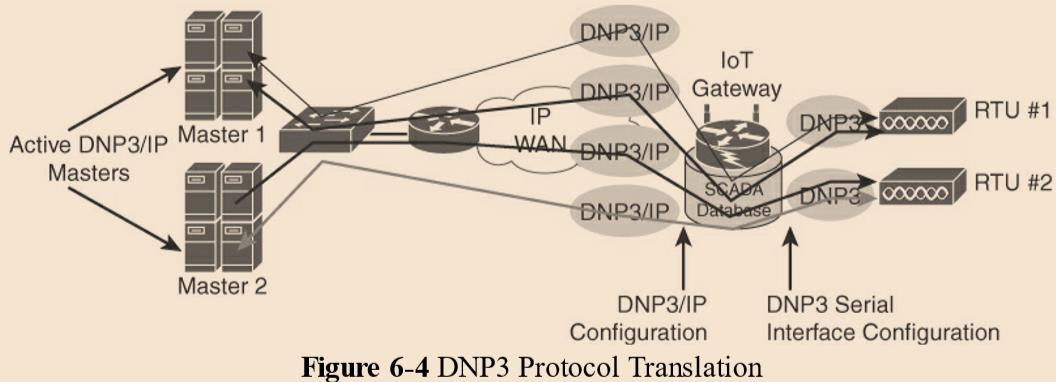 DNP3/IP
IoT
Gateway
DNP3/IP
RTU #1
DNP3
Master 1
IP
WAN
Active DNP3/IP
Masters
DNP3/IP
SCADA
Database
RTU #2
DNP3
DNP3/IP
Master 2
DNP3/IP
Configuration
DNP3 Serial
Interface Configuration
Figure 6-4 DNP3 Protocol Translation